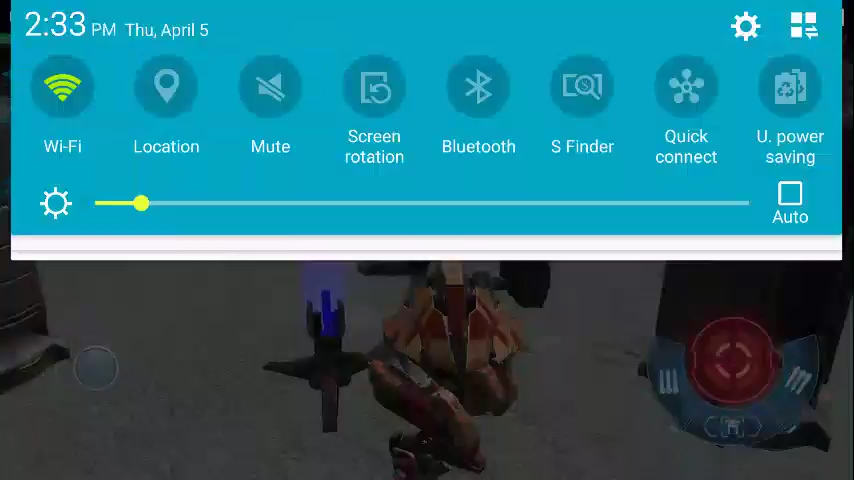 2:33 PM Thu, April 5
Wi-Fi
Location
Mute
Screen
rotation
Bluetooth
S Finder
Quick
connect
U. power
saving
Auto